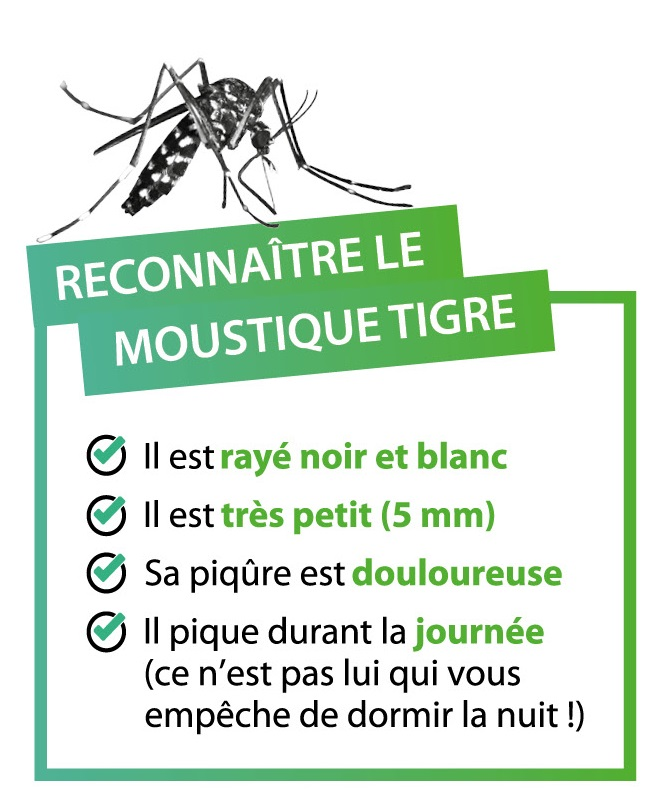 RECONNAÎTRE LE
MOUSTIQUE TIGRE
Il est rayé noir et blanc
Il est très petit (5 mm)
Sa piqûre est douloureuse
Il pique durant la journée
(ce n’est pas lui qui vous
empêche de dormir la nuit !)